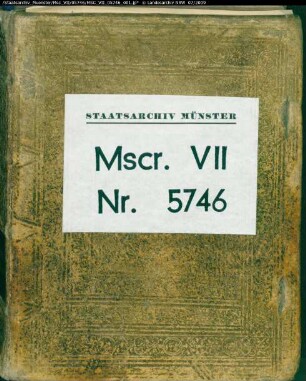 STAATSARCHIV MÜNSTER
Mscr. VII
Nr. 5746